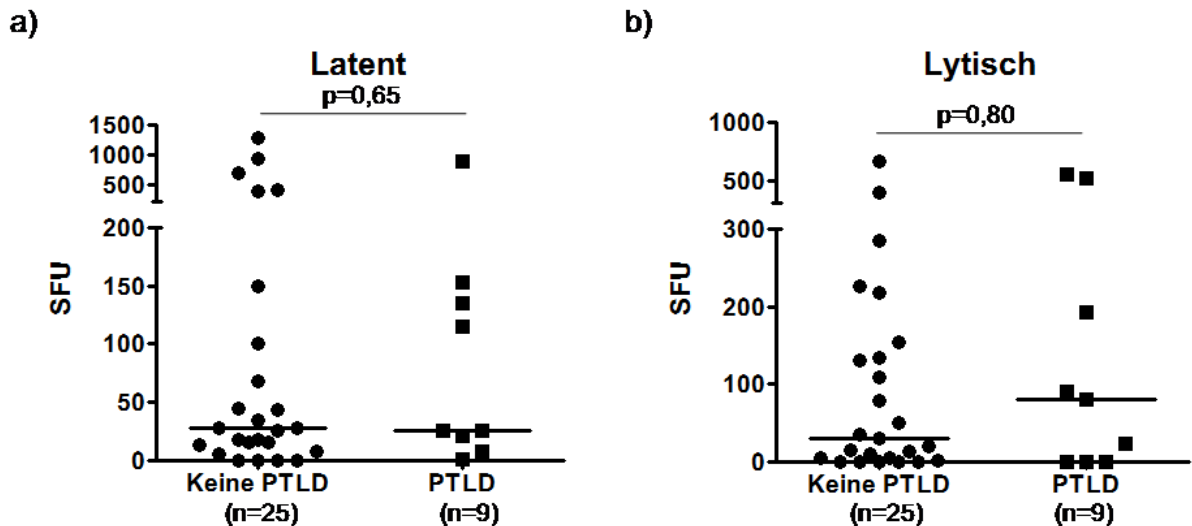 a)
Latent
p=0,65
1500
1000
500
200
150
100
50
0
SFU
Keine PTLD
(n=25)
PTLD
(n=9)
b)
Lytisch
p=0,80
1000
500
300
200
100
0
SFU
Keine PTLD
(n=25)
PTLD
(n=9)